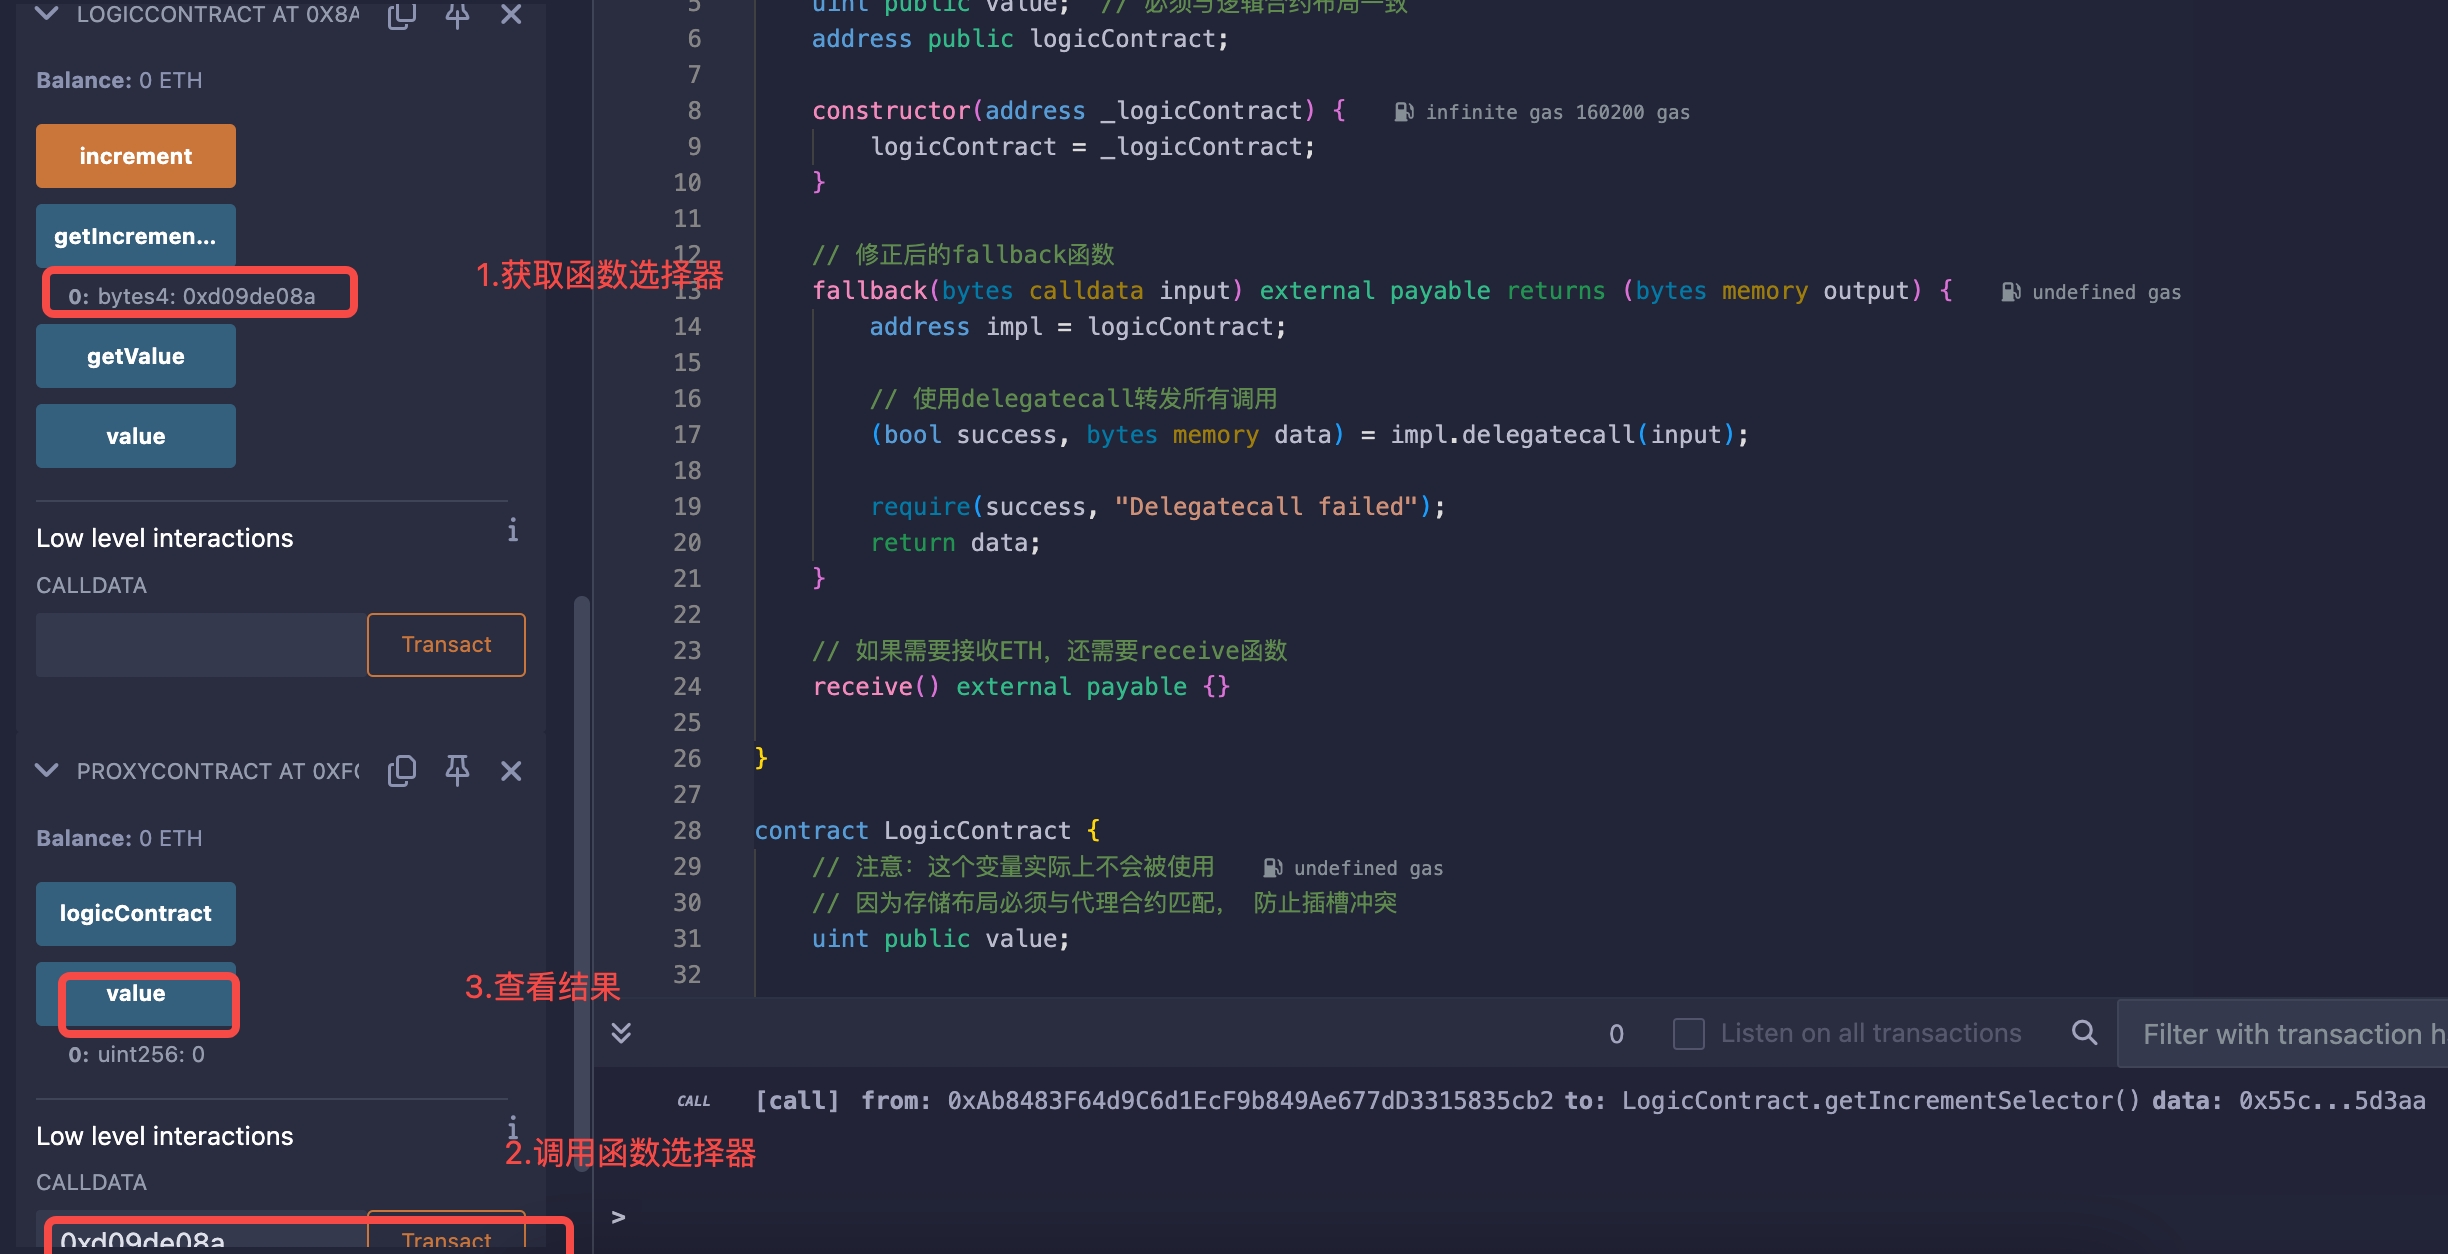 LOGICCONTRACT AT 0X8A
Balance: 0 ETH
increment
getIncremen...
0: bytes4: 0xd09de08a
1.获取函数选择器
getValue
value
Low level interactions
i
CALLDATA
Transact
PROXYCONTRACT AT 0XF
Balance: 0 ETH
logicContract
value
3.查看结果
0: uint256: 0
Low level interactions
i
2.调用函数选择器
CALLDATA
0xd09de08a
Transact
5 uint public value; // 必须与逻辑合约布局一致
6 address public logicContract;
7
8 constructor(address _logicContract) { infinite gas 160200 gas
9 logicContract = _logicContract;
10 }
11
12 // 修正后的fallback函数
13 fallback(bytes calldata input) external payable returns (bytes memory output) { undefined gas
14 address impl = logicContract;
15
16 // 使用delegatecall转发所有调用
17 (bool success, bytes memory data) = impl.delegatecall(input);
18
19 require(success, "Delegatecall failed");
20 return data;
21 }
22
23 // 如果需要接收ETH，还需要receive函数
24 receive() external payable {}
25
26 }
27
28 contract LogicContract {
29 // 注意：这个变量实际上不会被使用 undefined gas
30 // 因为存储布局必须与代理合约匹配， 防止插槽冲突
31 uint public value;
32
0 Listen on all transactions Filter with transaction h
CALL [call] from: 0xAb8483F64d9C6d1EcF9b849Ae677dD3315835cb2 to: LogicContract.getIncrementSelector() data: 0x55c...5d3aa
>